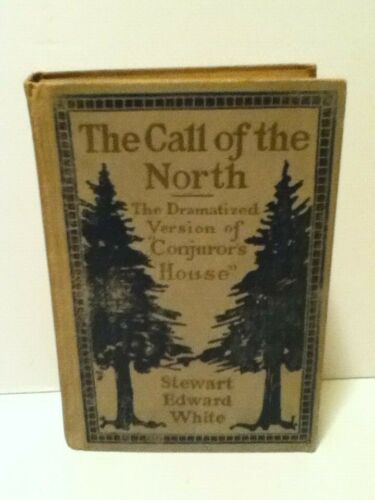 The Call of the
North
The Dramatized
Version of
"Conjuror's
House"
Stewart
Edward
White